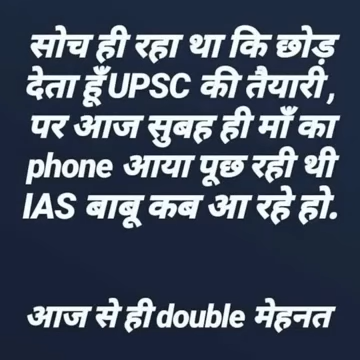 सोच ही रहा था कि छोड़
देता हूँ UPSC की तैयारी,
पर आज सुबह ही माँ का
phone आया पूछ रही थी
IAS बाबू कब आ रहे हो.
आज से ही double मेहनत